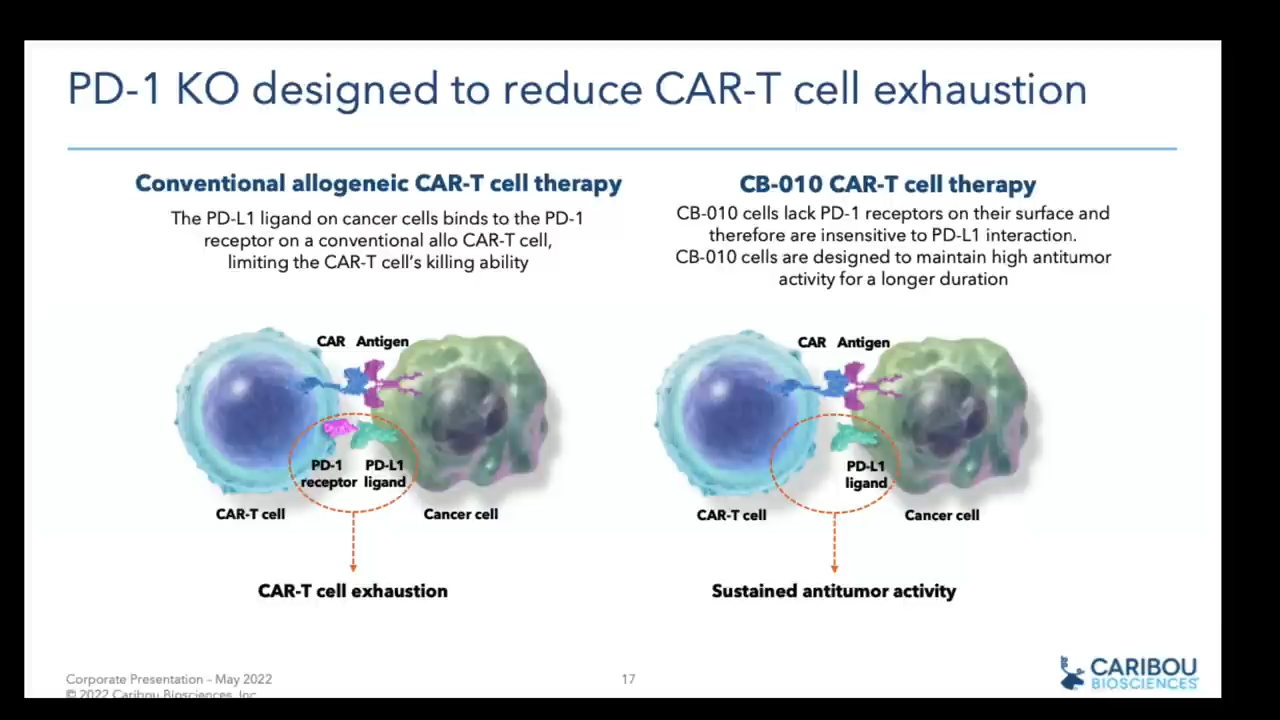 PD-1 KO designed to reduce CAR-T cell exhaustion
Conventional allogeneic CAR-T cell therapy
The PD-L1 ligand on cancer cells binds to the PD-1
receptor on a conventional allo CAR-T cell,
limiting the CAR-T cell's killing ability
CAR Antigen
PD-1 receptor
PD-L1 ligand
CAR-T cell
Cancer cell
CAR-T cell exhaustion
CB-010 CAR-T cell therapy
CB-010 cells lack PD-1 receptors on their surface and
therefore are insensitive to PD-L1 interaction.
CB-010 cells are designed to maintain high antitumor
activity for a longer duration
CAR Antigen
PD-L1
ligand
CAR-T cell
Cancer cell
Sustained antitumor activity
Corporate Presentation – May 2022
© 2022 Caribou Biosciences, Inc.
17
CARIBOU
BIOSCIENCES